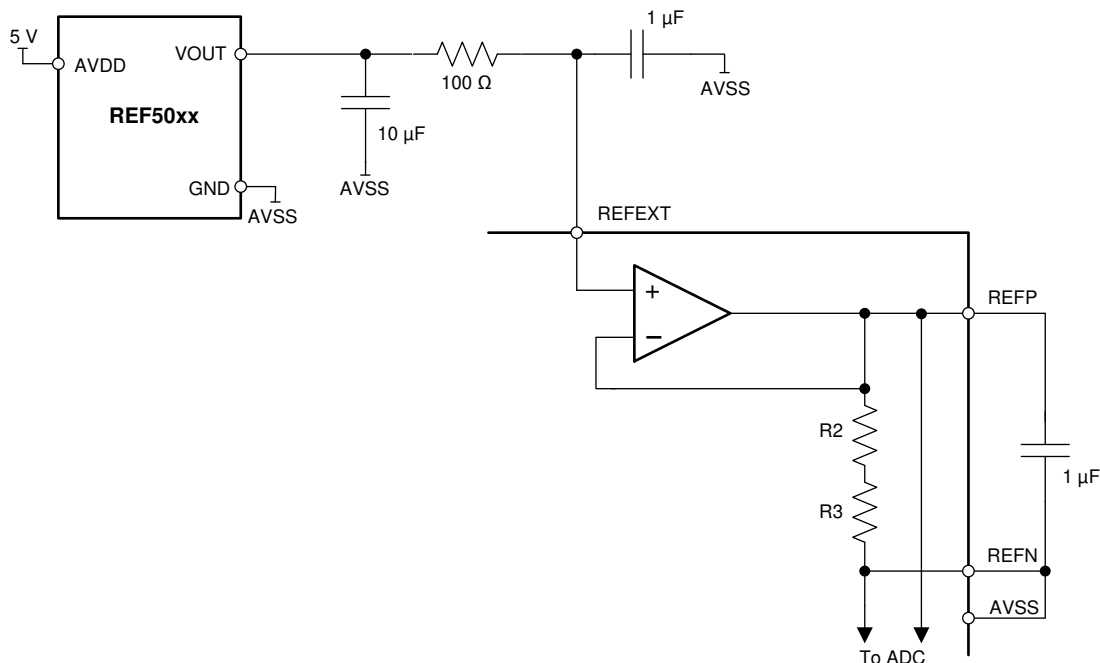 1 µF
5 V
AVDD
VOUT
REF50xx
100 Ω
AVSS
10 µF
GND
AVSS
AVSS
REFEXT
+
−
REFP
R2
R3
1 µF
REFN
AVSS
To ADC